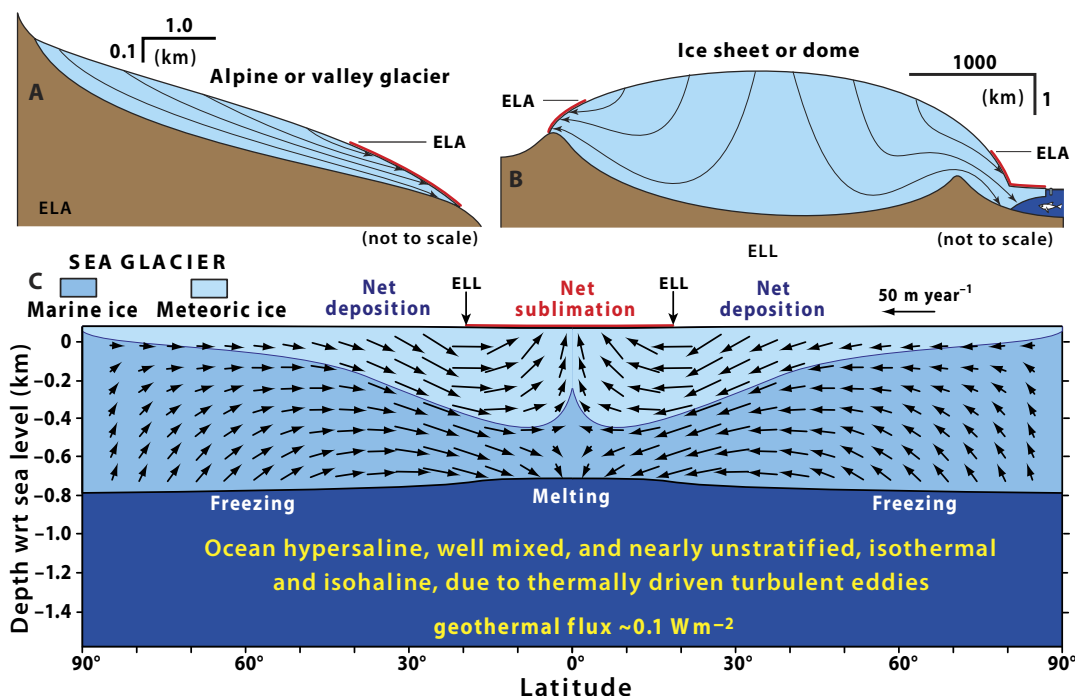 1.0
0.1
(km)
Alpine or valley glacier
A
ELA
ELA
(not to scale)
Ice sheet or dome
1000
(km)
1
ELA
ELA
B
(not to scale)
ELL
SEA GLACIER
C
Marine ice
Meteoric ice
Net
deposition
ELL
Net
sublimation
ELL
Net
deposition
50 m year⁻¹
Depth wrt sea level (km)
0
−0.2
−0.4
−0.6
−0.8
−1.0
−1.2
−1.4
Freezing
Melting
Freezing
Ocean hypersaline, well mixed, and nearly unstratified, isothermal
and isohaline, due to thermally driven turbulent eddies
geothermal flux ~0.1 Wm⁻²
90° 60° 30° 0° 30° 60° 90°
Latitude